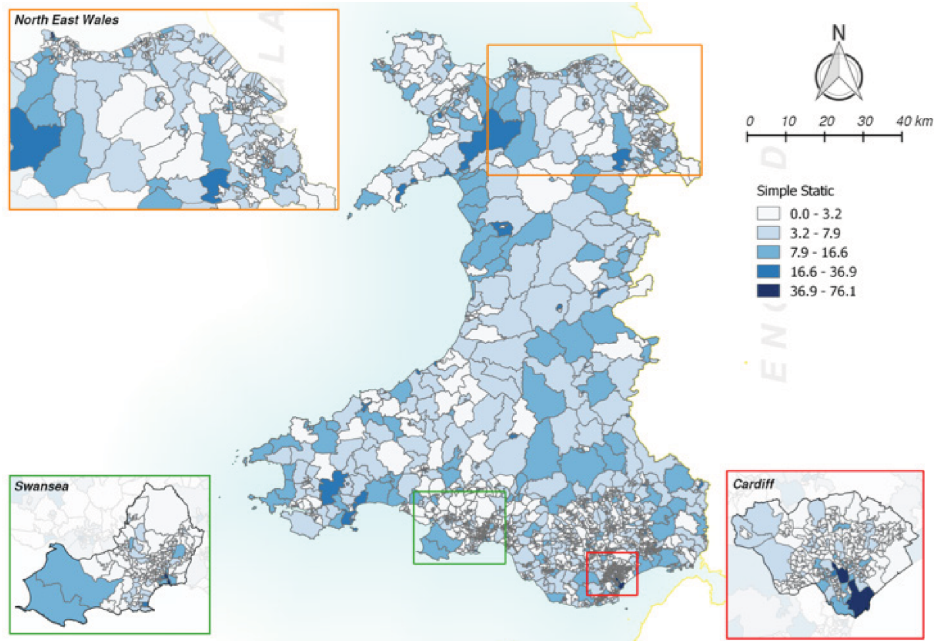 North East Wales
N
0 10 20 30 40 km
Simple Static
0.0 - 3.2
3.2 - 7.9
7.9 - 16.6
16.6 - 36.9
36.9 - 76.1
Swansea
Cardiff